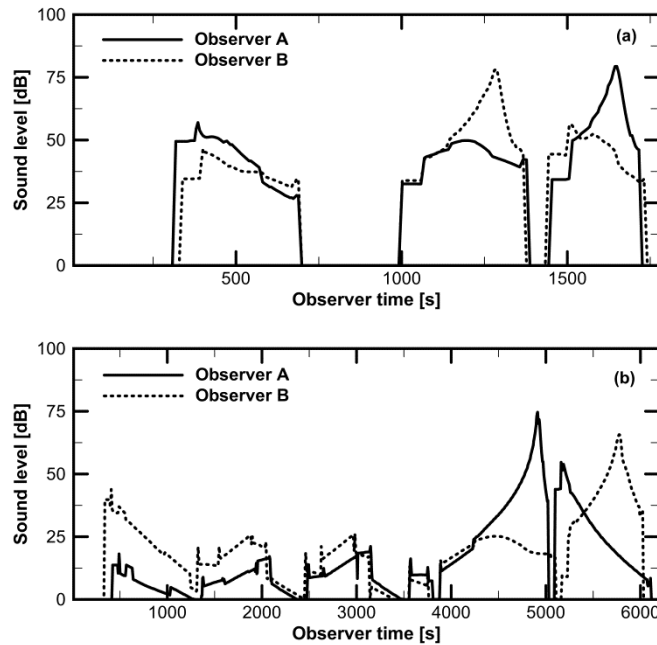 100
(a)
Observer A
Observer B
75
50
25
0
Sound level [dB]
500
1000
1500
Observer time [s]
100
(b)
Observer A
Observer B
75
50
25
0
Sound level [dB]
1000
2000
3000
4000
5000
6000
Observer time [s]